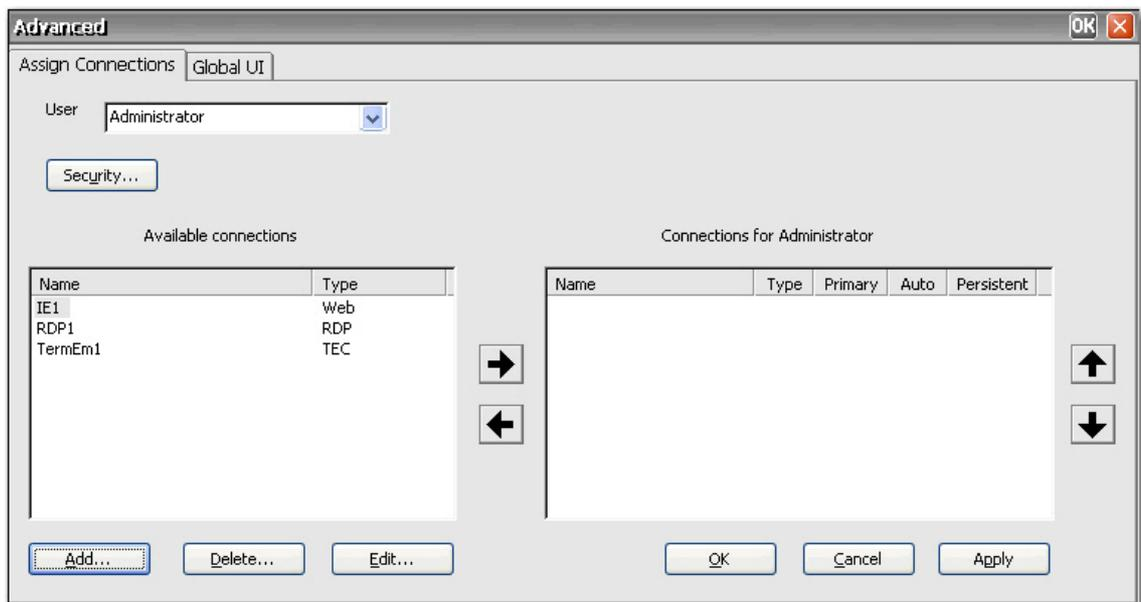 Advanced OK
Assign Connections Global UI
User Administrator
Security...
Available connections Connections for Administrator
Name Type Name Type Primary Auto Persistent
IE1 Web
RDP1 RDP
TermEm1 TEC
Add... Delete... Edit... OK Cancel Apply